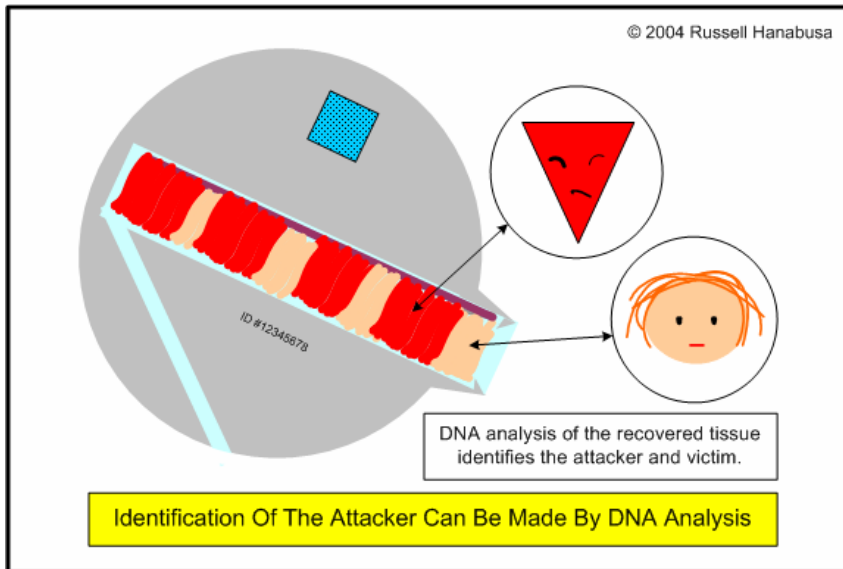 © 2004 Russell Hanabusa
ID #12345678
DNA analysis of the recovered tissue
identifies the attacker and victim.
Identification Of The Attacker Can Be Made By DNA Analysis